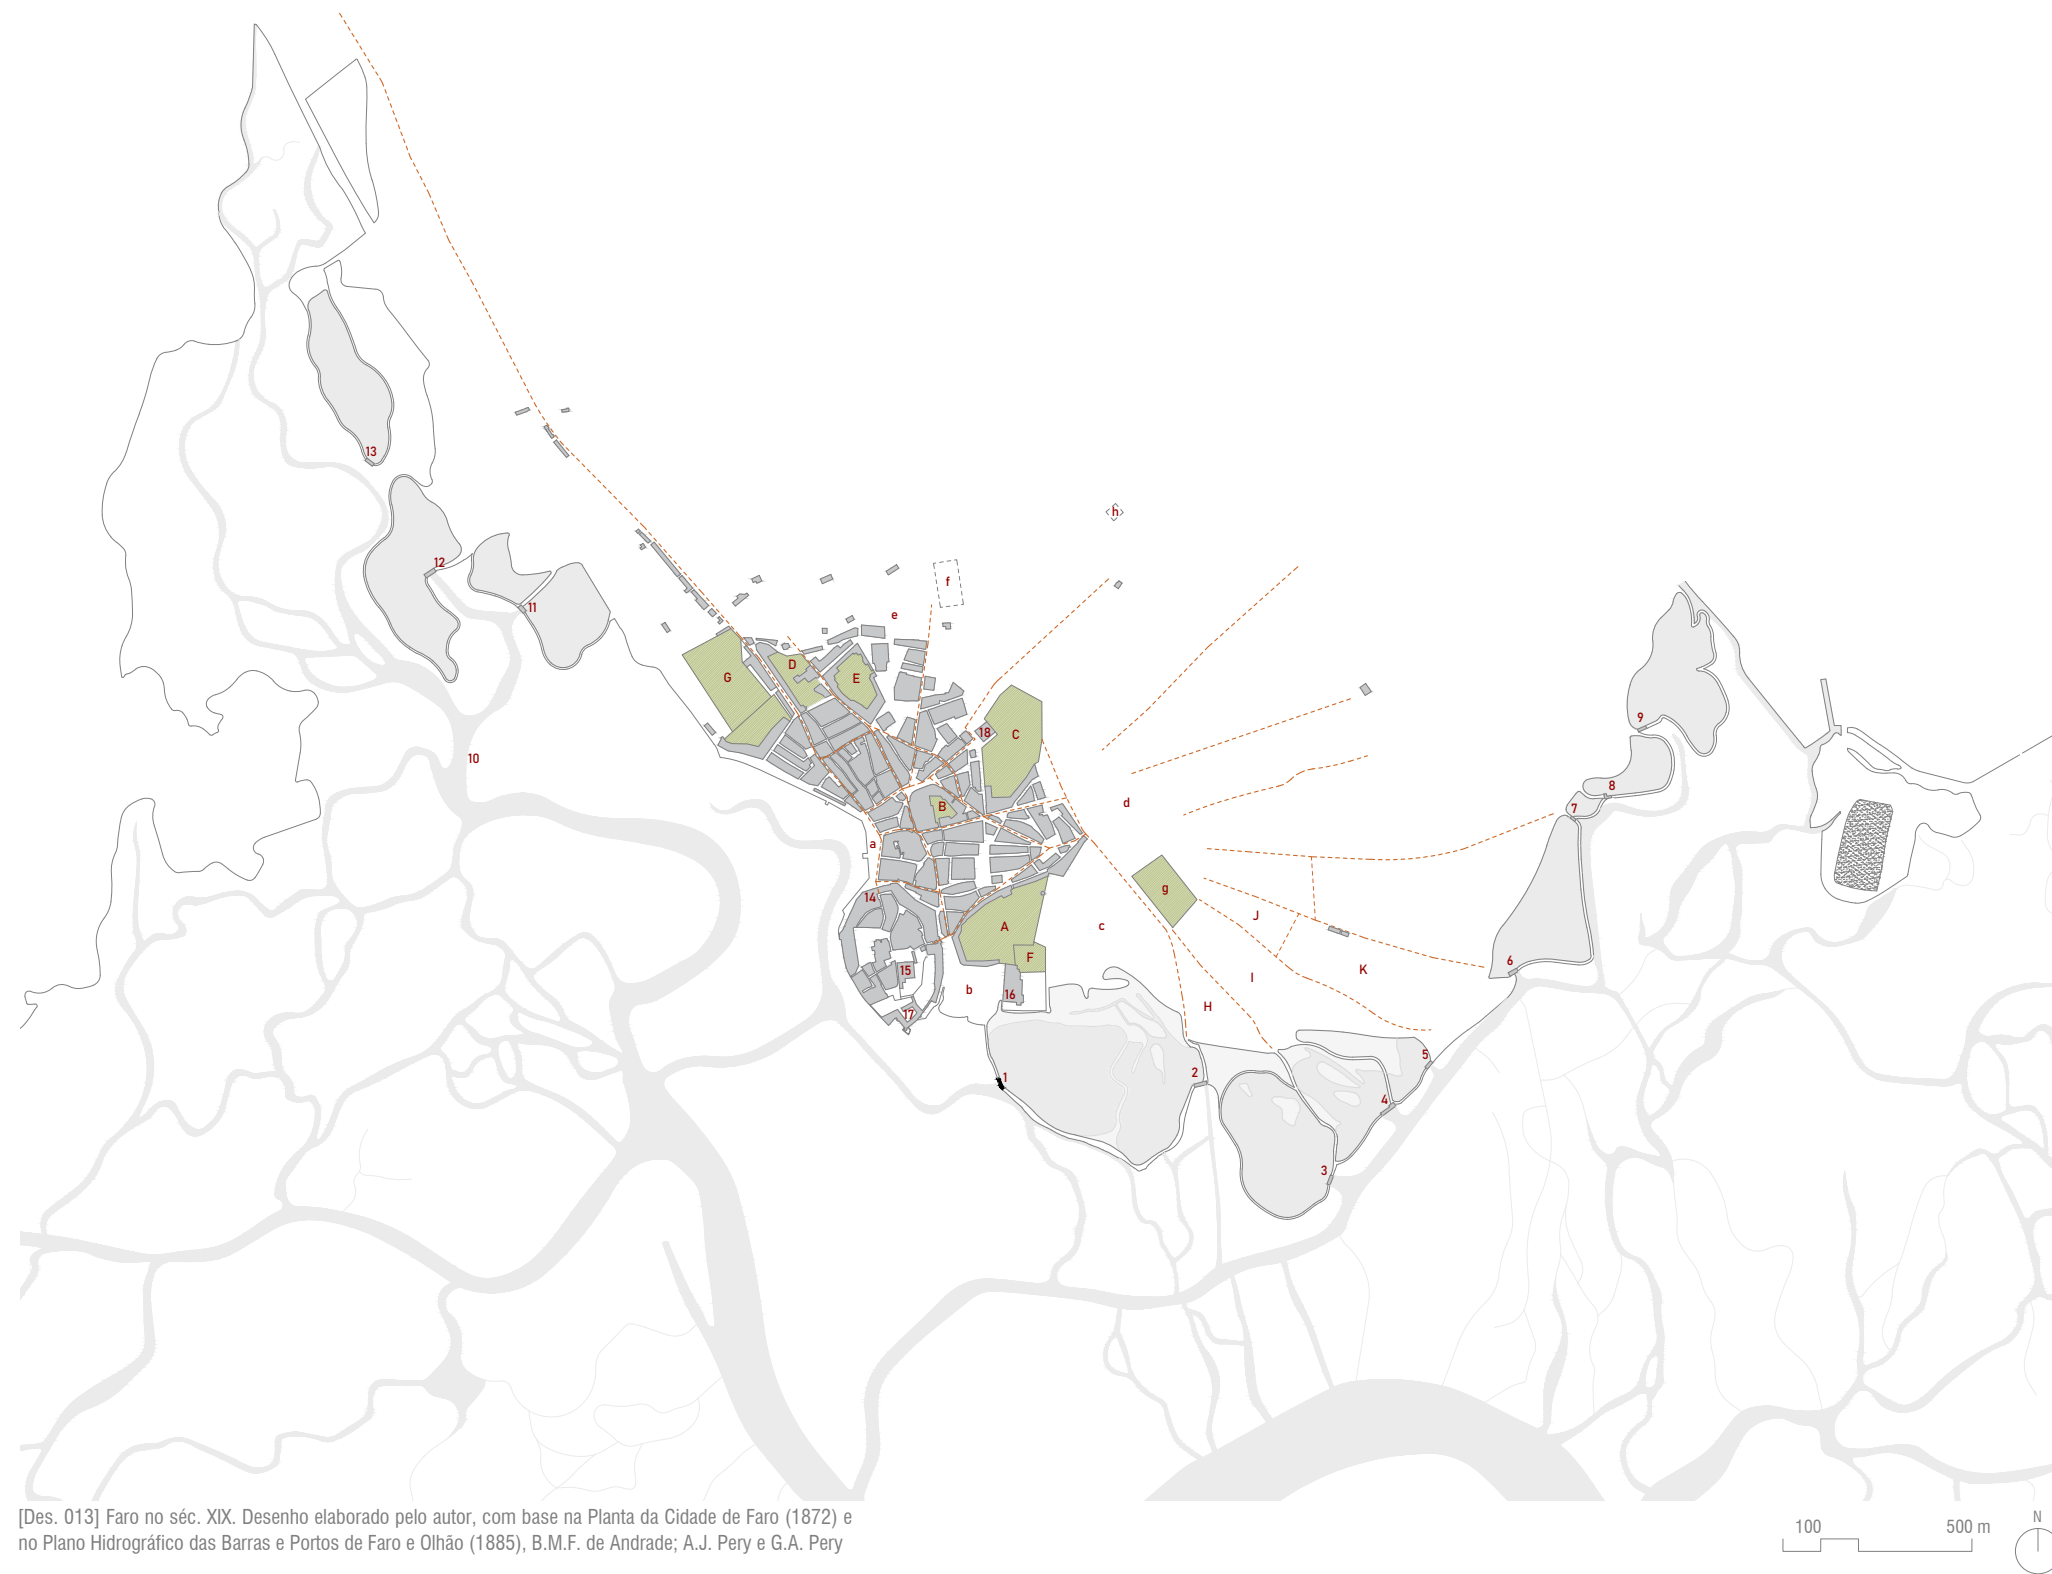 13
12
11
h
f
e
D
G
E
18
C
9
10
8
B
d
7
a
g
14
J
A
c
F
K
6
15
I
b
16
H
17
5
1
2
4
3
[Des. 013] Faro no séc. XIX. Desenho elaborado pelo autor, com base na Planta da Cidade de Faro (1872) e
no Plano Hidrográfico das Barras e Portos de Faro e Olhão (1885), B.M.F. de Andrade; A.J. Pery e G.A. Pery
100 500 m
N